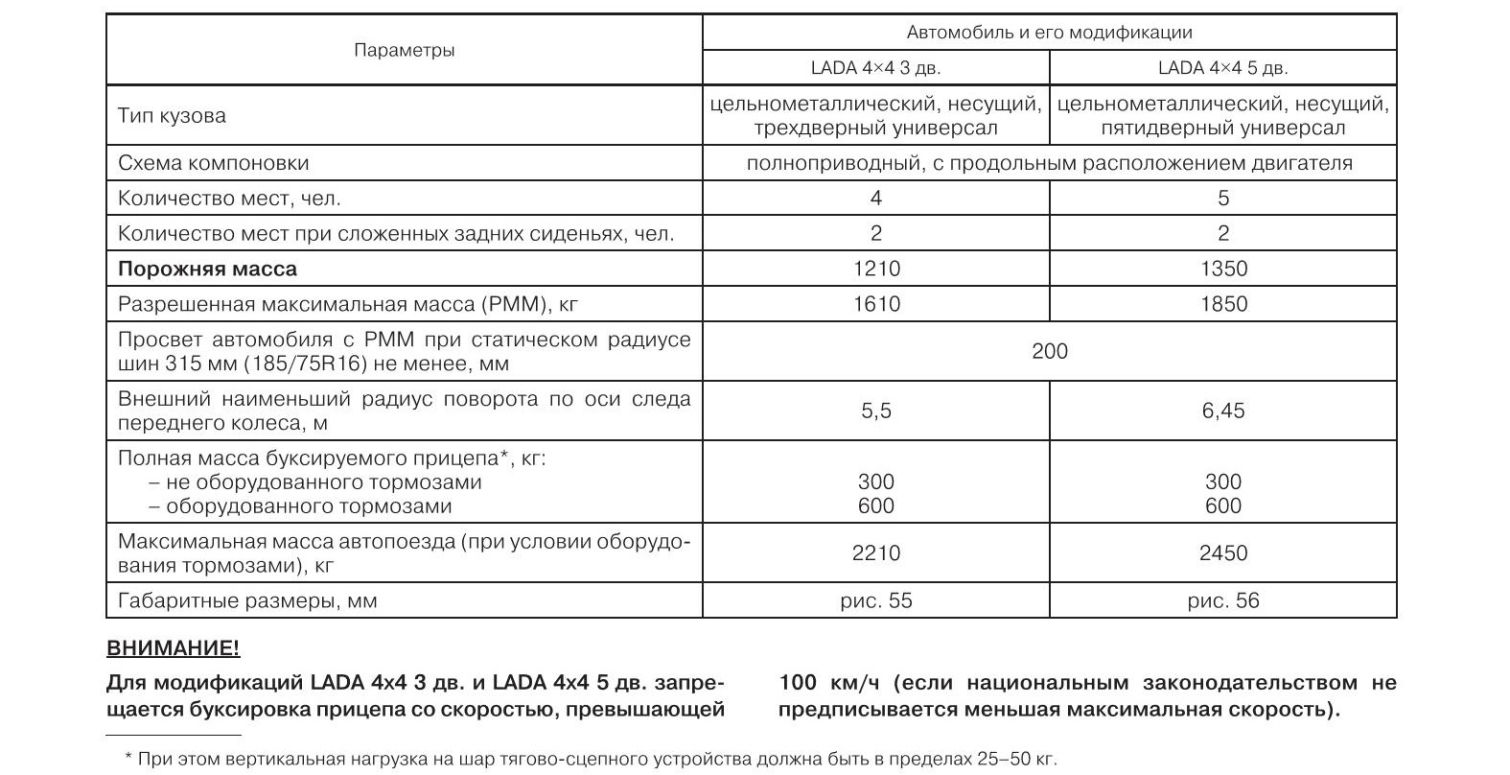 Параметры
Автомобиль и его модификации
LADA 4×4 3 дв.
LADA 4×4 5 дв.
Тип кузова
цельнометаллический, несущий,
трехдверный универсал
цельнометаллический, несущий,
пятидверный универсал
Схема компоновки
полноприводный, с продольным расположением двигателя
Количество мест, чел.
4
5
Количество мест при сложенных задних сиденьях, чел.
2
2
Порожняя масса
1210
1350
Разрешенная максимальная масса (РММ), кг
1610
1850
Просвет автомобиля с РММ при статическом радиусе
шин 315 мм (185/75R16) не менее, мм
200
Внешний наименьший радиус поворота по оси следа
переднего колеса, м
5,5
6,45
Полная масса буксируемого прицепа*, кг:
– не оборудованного тормозами
300
300
– оборудованного тормозами
600
600
Максимальная масса автопоезда (при условии оборудо-
вания тормозами), кг
2210
2450
Габаритные размеры, мм
рис. 55
рис. 56
ВНИМАНИЕ!
Для модификаций LADA 4x4 3 дв. и LADA 4x4 5 дв. запре-
щается буксировка прицепа со скоростью, превышающей
100 км/ч (если национальным законодательством не
предписывается меньшая максимальная скорость).
* При этом вертикальная нагрузка на шар тягово-сцепного устройства должна быть в пределах 25–50 кг.